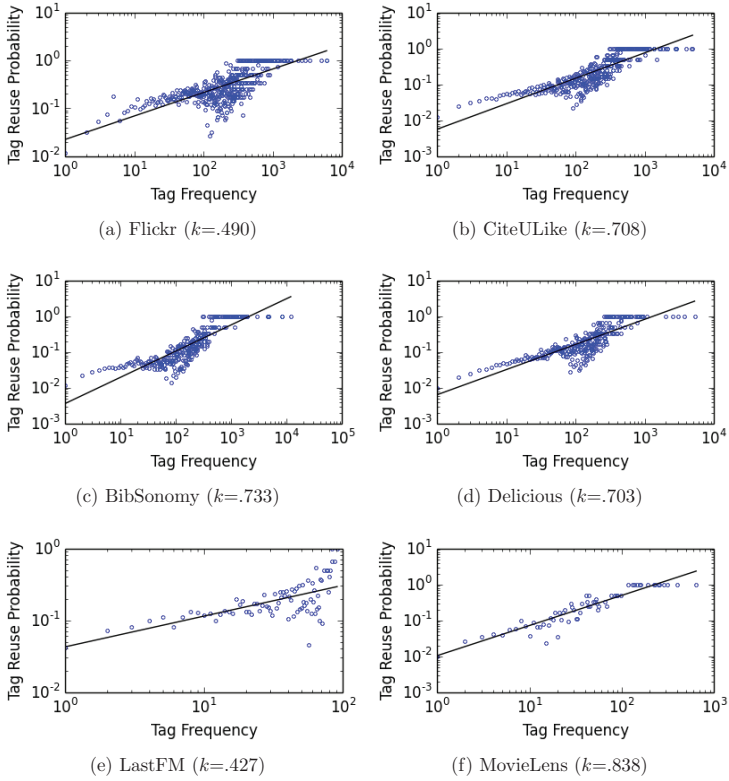 10^1
10^0
10^-1
10^-2
Tag Reuse Probability
10^0 10^1 10^2 10^3 10^4
Tag Frequency
(a) Flickr (k=.490)
10^1
10^0
10^-1
10^-2
10^-3
Tag Reuse Probability
10^0 10^1 10^2 10^3 10^4
Tag Frequency
(b) CiteULike (k=.708)
10^1
10^0
10^-1
10^-2
10^-3
Tag Reuse Probability
10^0 10^1 10^2 10^3 10^4 10^5
Tag Frequency
(c) BibSonomy (k=.733)
10^1
10^0
10^-1
10^-2
10^-3
Tag Reuse Probability
10^0 10^1 10^2 10^3 10^4
Tag Frequency
(d) Delicious (k=.703)
10^0
10^-1
10^-2
Tag Reuse Probability
10^0 10^1 10^2
Tag Frequency
(e) LastFM (k=.427)
10^1
10^0
10^-1
10^-2
10^-3
Tag Reuse Probability
10^0 10^1 10^2 10^3
Tag Frequency
(f) MovieLens (k=.838)